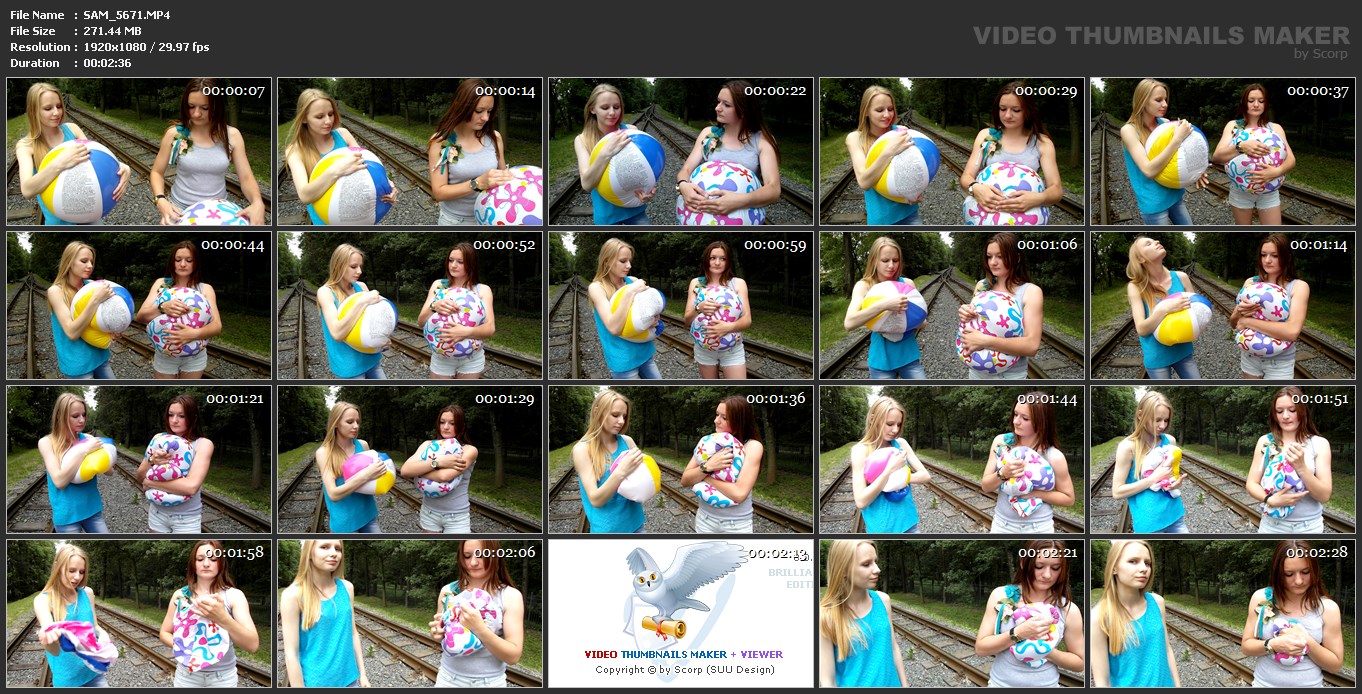 File Name : SAM_5671.MP4
File Size : 271.44 MB
Resolution : 1920x1080 / 29.97 fps
Duration : 00:02:36
VIDEO THUMBNAILS MAKER
by Scorp
00:00:07
00:00:14
00:00:22
00:00:29
00:00:37
00:00:44
00:00:52
00:00:59
00:01:06
00:01:14
00:01:21
00:01:29
00:01:36
00:01:44
00:01:51
00:01:58
00:02:06
00:02:13
BRILLIA
EDIT
VIDEO THUMBNAILS MAKER + VIEWER
Copyright © by Scorp (SUU Design)
00:02:21
00:02:28